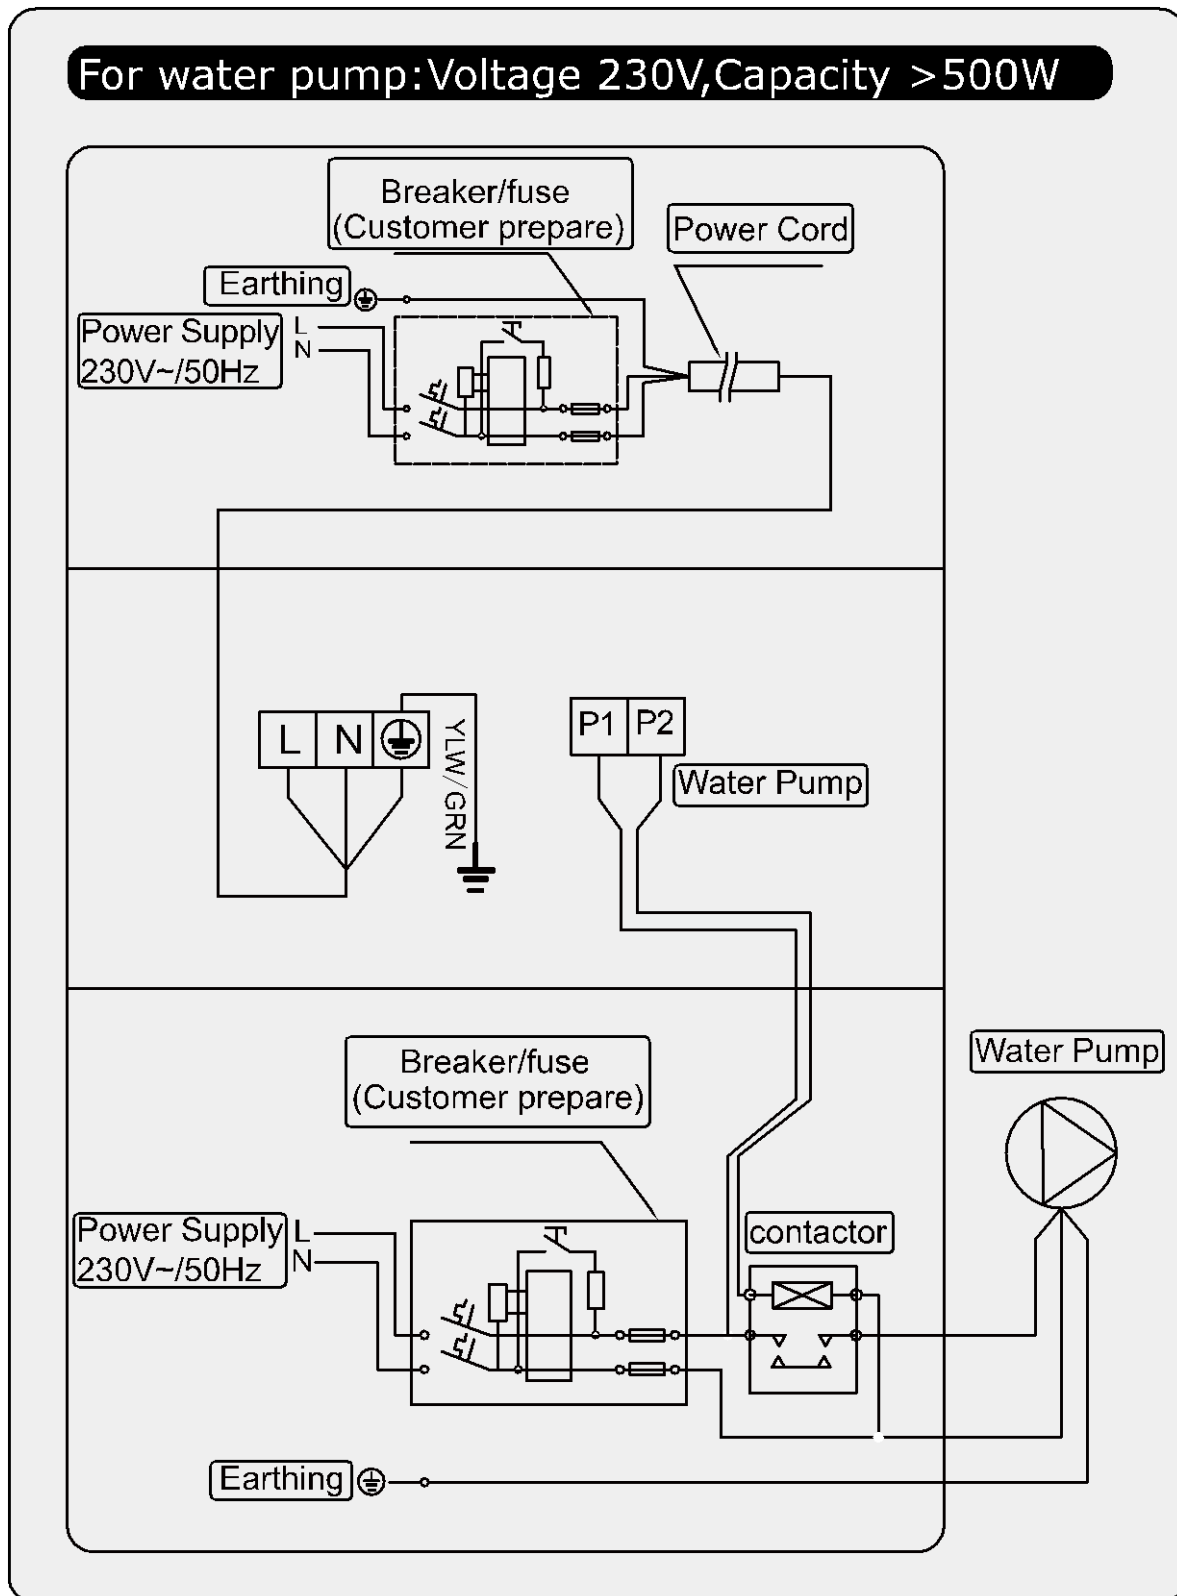 For water pump:Voltage 230V,Capacity >500W
Breaker/fuse
(Customer prepare)
Power Cord
Earthing
Power Supply
230V~/50Hz
L
N
L N
YLW/GRN
P1 P2
Water Pump
Water Pump
Breaker/fuse
(Customer prepare)
Power Supply
230V~/50Hz
L
N
contactor
Earthing